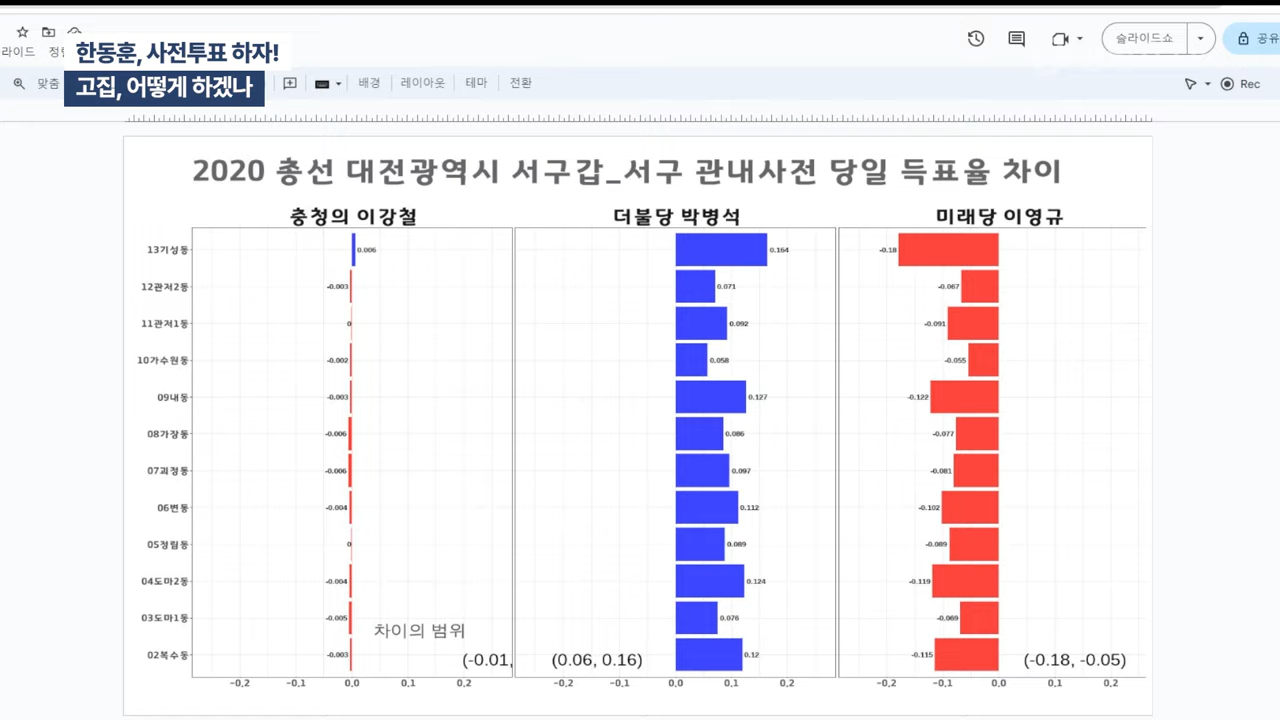 한동훈, 사전투표 하자!
고집, 어떻게 하겠나
슬라이드쇼
공유
맞춤
배경
레이아웃
테마
전환
Rec
2020 총선 대전광역시 서구갑_서구 관내사전 당일 득표율 차이
충청의 이강철 더불당 박병석 미래당 이영규
13기성동 0.006 0.164 -0.18
12관저2동 -0.003 0.071 -0.067
11관저1동 0 0.092 -0.091
10가수원동 -0.002 0.058 -0.055
09내동 -0.003 0.127 -0.122
08가장동 -0.006 0.086 -0.077
07괴정동 -0.006 0.097 -0.081
06변동 -0.004 0.112 -0.102
05정림동 0 0.089 -0.089
04도마2동 -0.004 0.124 -0.119
03도마1동 -0.005 0.076 -0.069
차이의 범위
02복수동 -0.003 0.12 -0.115
(-0.01, (0.06, 0.16) (-0.18, -0.05)
-0.2 -0.1 0.0 0.1 0.2 -0.2 -0.1 0.0 0.1 0.2 -0.2 -0.1 0.0 0.1 0.2